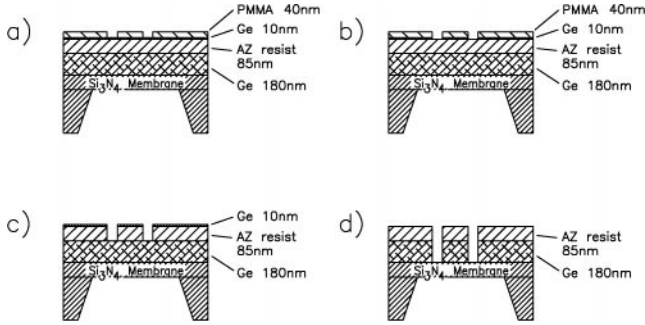 a)
PMMA 40nm
Ge 10nm
AZ resist
85nm
Ge 180nm
Si3N4 Membrane
b)
PMMA 40nm
Ge 10nm
AZ resist
85nm
Ge 180nm
Si3N4 Membrane
c)
Ge 10nm
AZ resist
85nm
Ge 180nm
Si3N4 Membrane
d)
AZ resist
85nm
Ge 180nm
Si3N4 Membrane